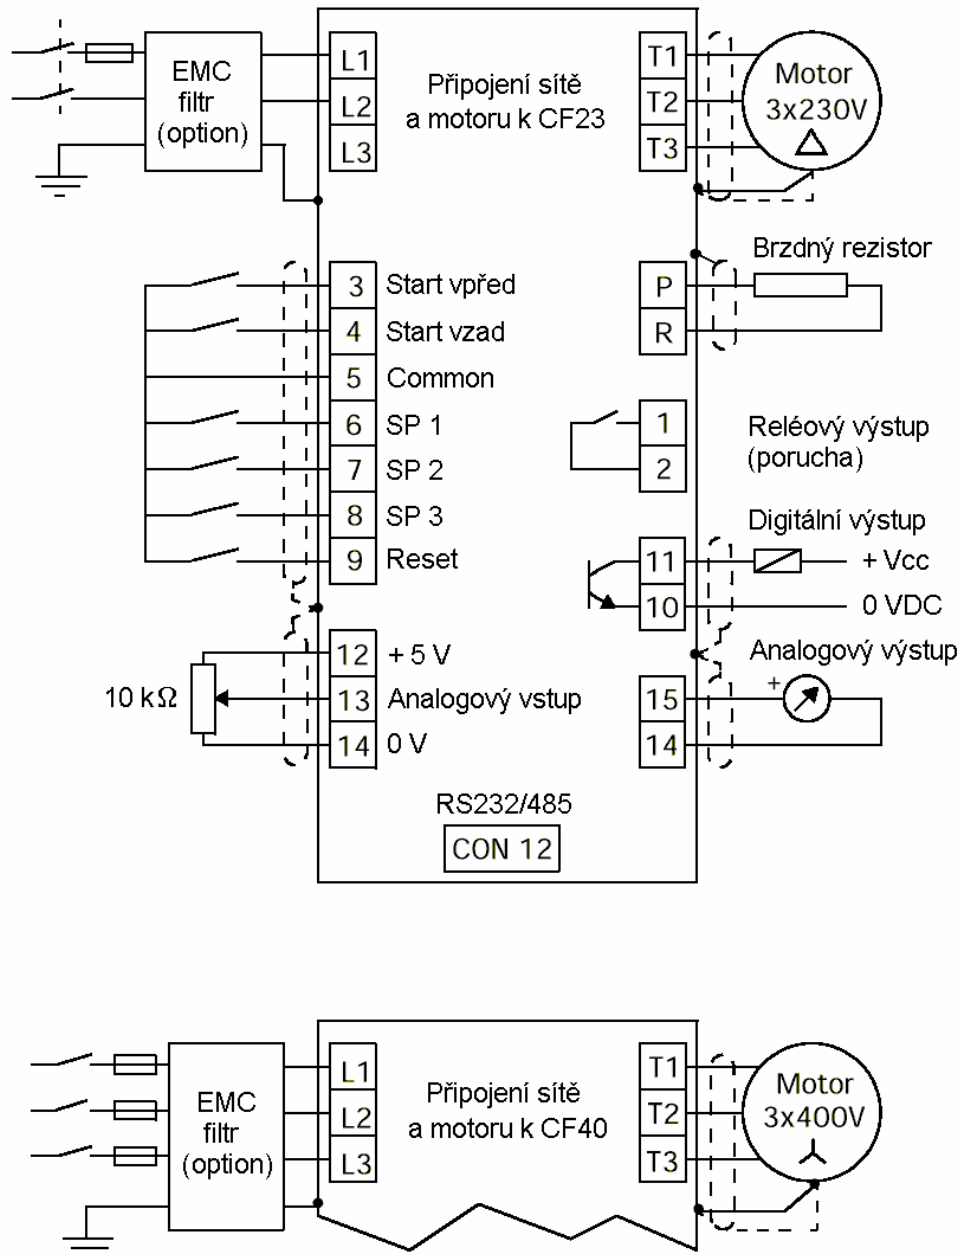 EMC
filtr
(option)
L1
L2
L3
Připojení sítě
a motoru k CF23
T1
T2
T3
Motor
3x230V
3 Start vpřed
4 Start vzad
5 Common
6 SP 1
7 SP 2
8 SP 3
9 Reset
10 kΩ
12 + 5 V
13 Analogový vstup
14 0 V
Brzdný rezistor
P
R
1
2
Reléový výstup
(porucha)
Digitální výstup
11 + Vcc
10 0 VDC
Analogový výstup
+
15
14
RS232/485
CON 12
EMC
filtr
(option)
L1
L2
L3
Připojení sítě
a motoru k CF40
T1
T2
T3
Motor
3x400V